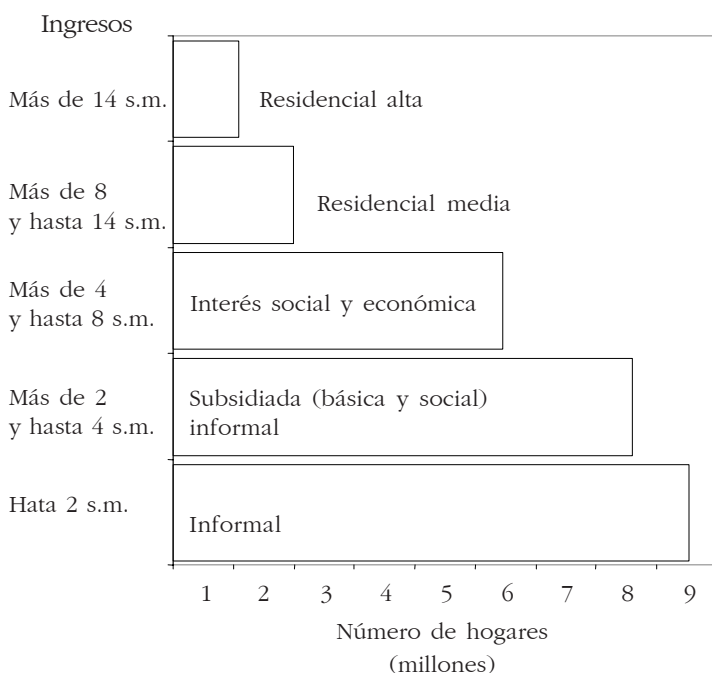 Ingresos
Más de 14 s.m.
Residencial alta
Más de 8
y hasta 14 s.m.
Residencial media
Más de 4
y hasta 8 s.m.
Interés social y económica
Más de 2
y hasta 4 s.m.
Subsidiada (básica y social)
informal
Hata 2 s.m.
Informal
1 2 3 4 5 6 7 8 9
Número de hogares
(millones)